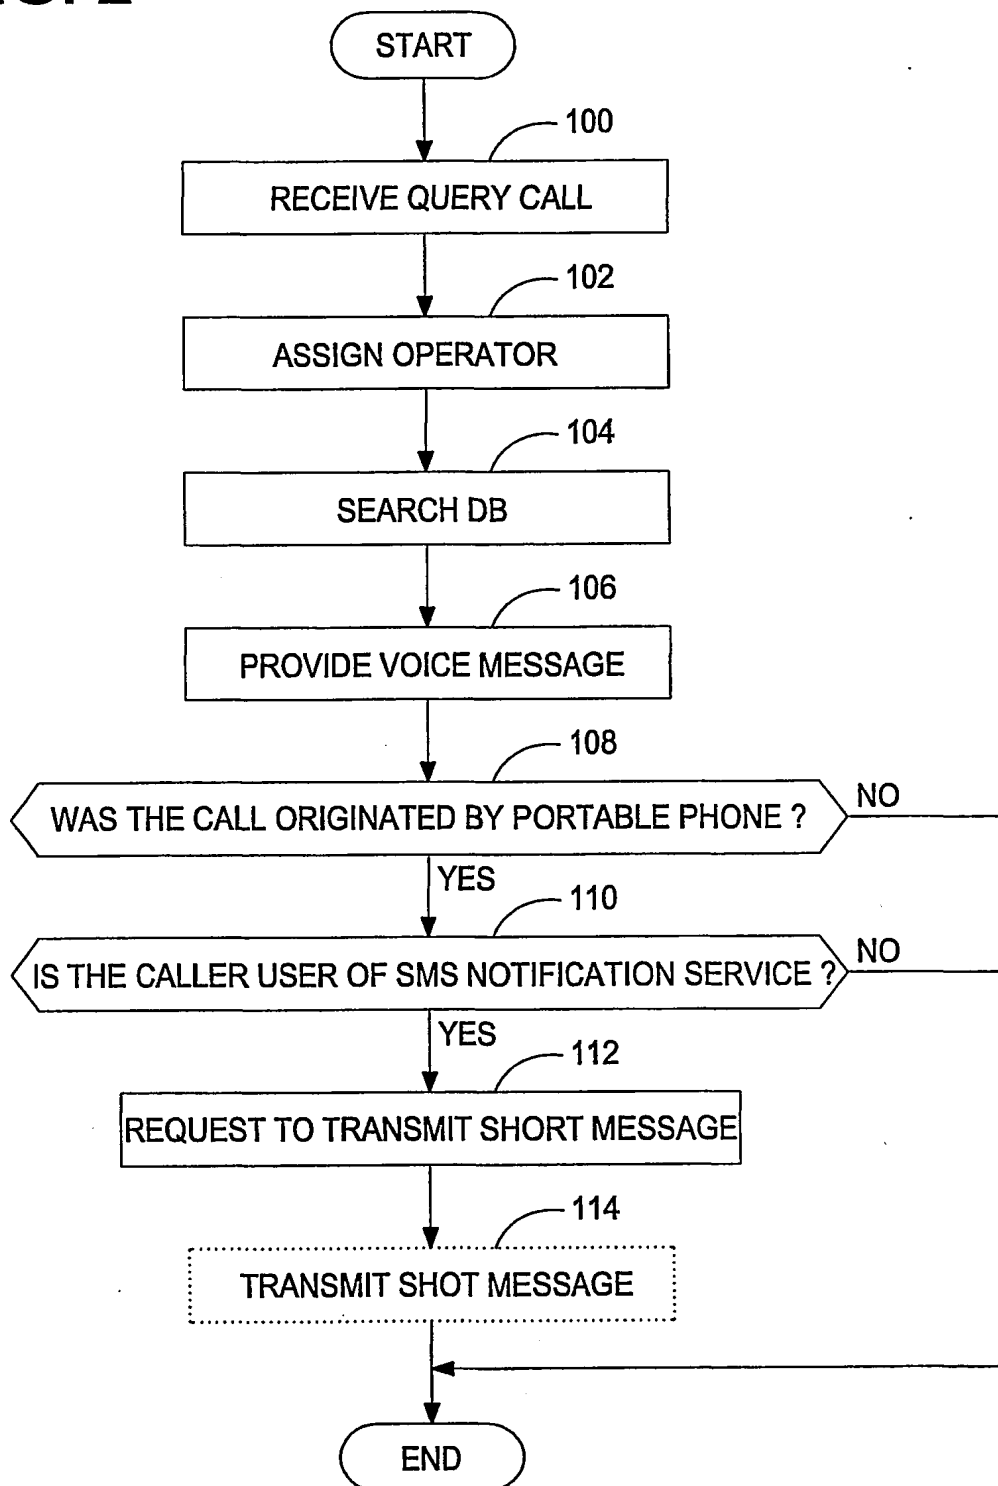 START
100
RECEIVE QUERY CALL
102
ASSIGN OPERATOR
104
SEARCH DB
106
PROVIDE VOICE MESSAGE
108
WAS THE CALL ORIGINATED BY PORTABLE PHONE ?
NO
YES
110
IS THE CALLER USER OF SMS NOTIFICATION SERVICE ?
NO
YES
112
REQUEST TO TRANSMIT SHORT MESSAGE
114
TRANSMIT SHOT MESSAGE
END